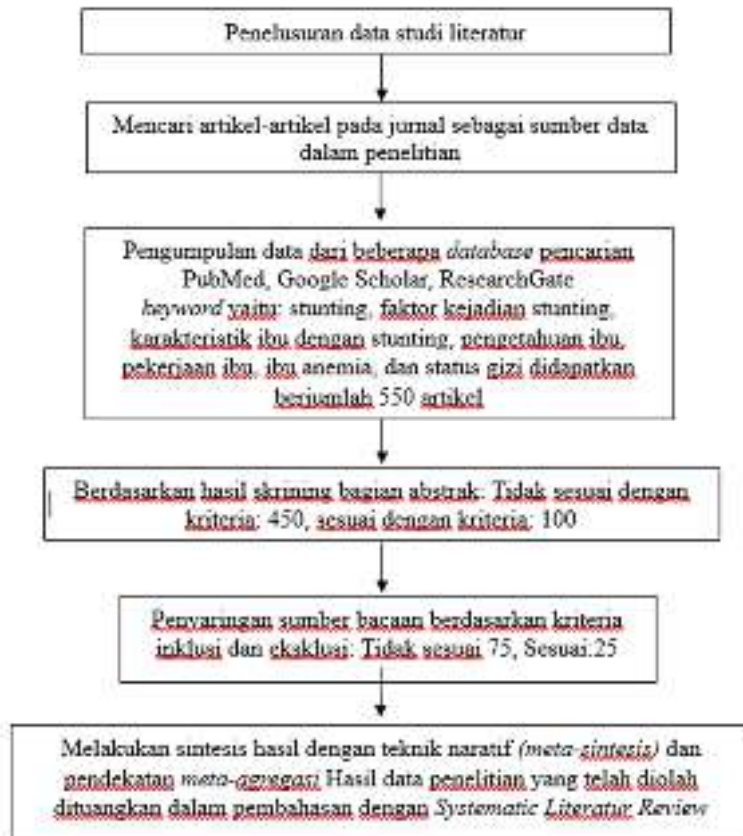 Penelusuran data studi literatur
Mencari artikel-artikel pada jurnal sebagai sumber data
dalam penelitian
Pengumpulan data dari beberapa database pencarian
PubMed, Google Scholar, ResearchGate
keyword yaitu: stunting, faktor kejadian stunting,
karakteristik ibu dengan stunting, pengetahuan ibu,
pekerjaan ibu, ibu anemia, dan status gizi didapatkan
berjumlah 550 artikel
Berdasarkan hasil skrining bagian abstrak: Tidak sesuai dengan
kriteria: 450, sesuai dengan kriteria: 100
Penyaringan sumber bacaan berdasarkan kriteria
inklusi dan eksklusi: Tidak sesuai 75, Sesuai:25
Melakukan sintesis hasil dengan teknik naratif (meta-sintesis) dan
pendekatan meta-agregasi Hasil data penelitian yang telah diolah
dituangkan dalam pembahasan dengan Systematic Literatur Review